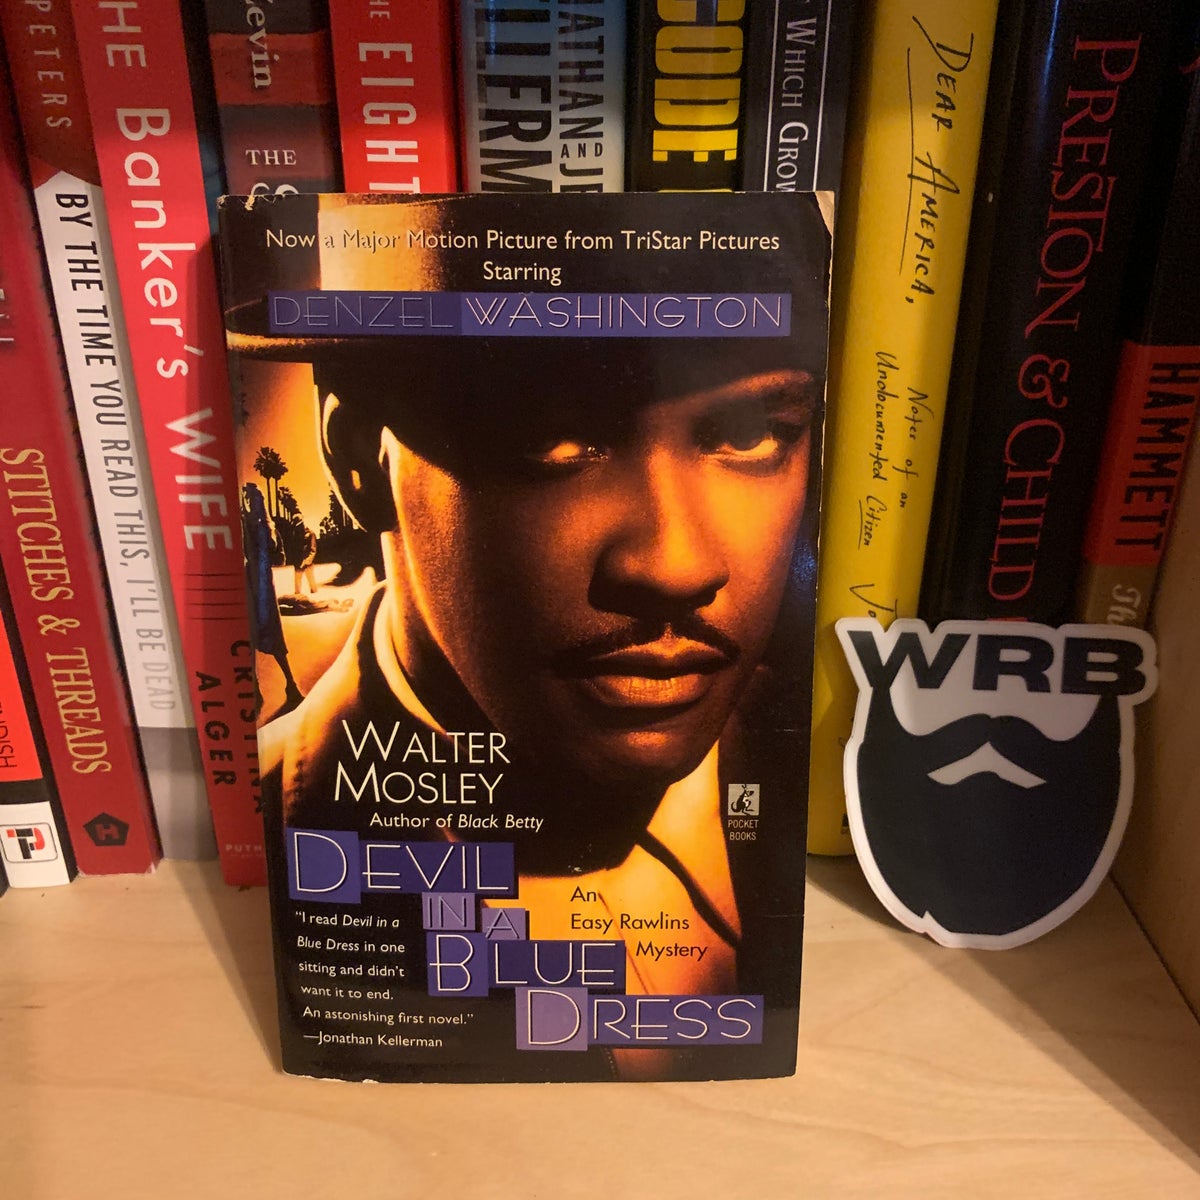 PETERS
STITCHES & THREADS
BY THE TIME YOU READ THIS, I'LL BE DEAD
THE Banker's WIFE
CRISTINA
ALGER
THE
THE EIGHT
AND
CODE
WHICH GROW
DEAR AMERICA,
Notes of an
Undocumented Citizen
PRESTON & CHILD
HAMMETT
Now a Major Motion Picture from TriStar Pictures
Starring
DENZEL WASHINGTON
WALTER
MOSLEY
Author of Black Betty
POCKET
BOOKS
DEVIL
IN A
BLUE
DRESS
An
Easy Rawlins
Mystery
"I read Devil in a
Blue Dress in one
sitting and didn't
want it to end.
An astonishing first novel."
—Jonathan Kellerman
WRB